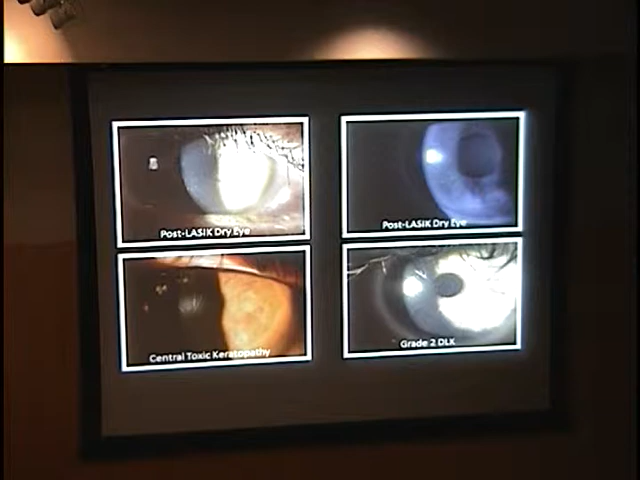 Post-LASIK Dry Eye
Post-LASIK Dry Eye
Central Toxic Keratopathy
Grade 2 DLK